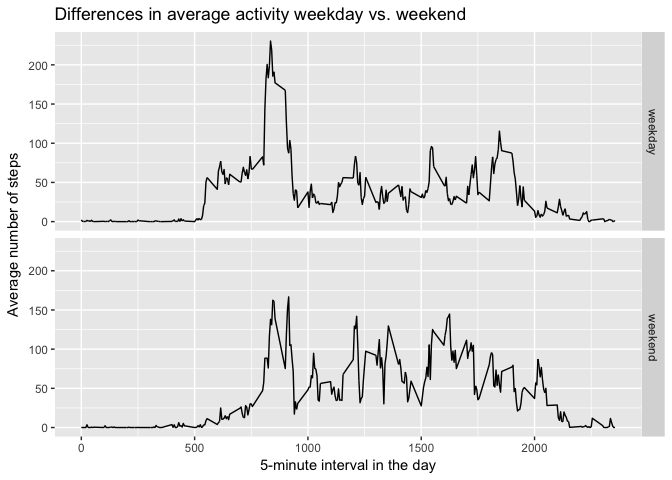 Differences in average activity weekday vs. weekend
200
150
100
50
0
weekday
200
150
100
50
0
weekend
Average number of steps
0 500 1000 1500 2000
5-minute interval in the day